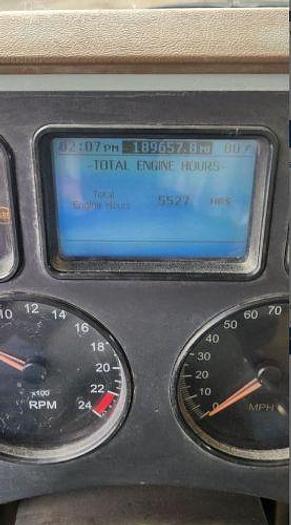 02:07 PM 189657.8 MI 80°F
-TOTAL ENGINE HOURS-
Total
Engine Hours 5527 HRS
10 12 14 16 18 20 22 24
x100
RPM
0 10 20 30 40 50 60 70
MPH